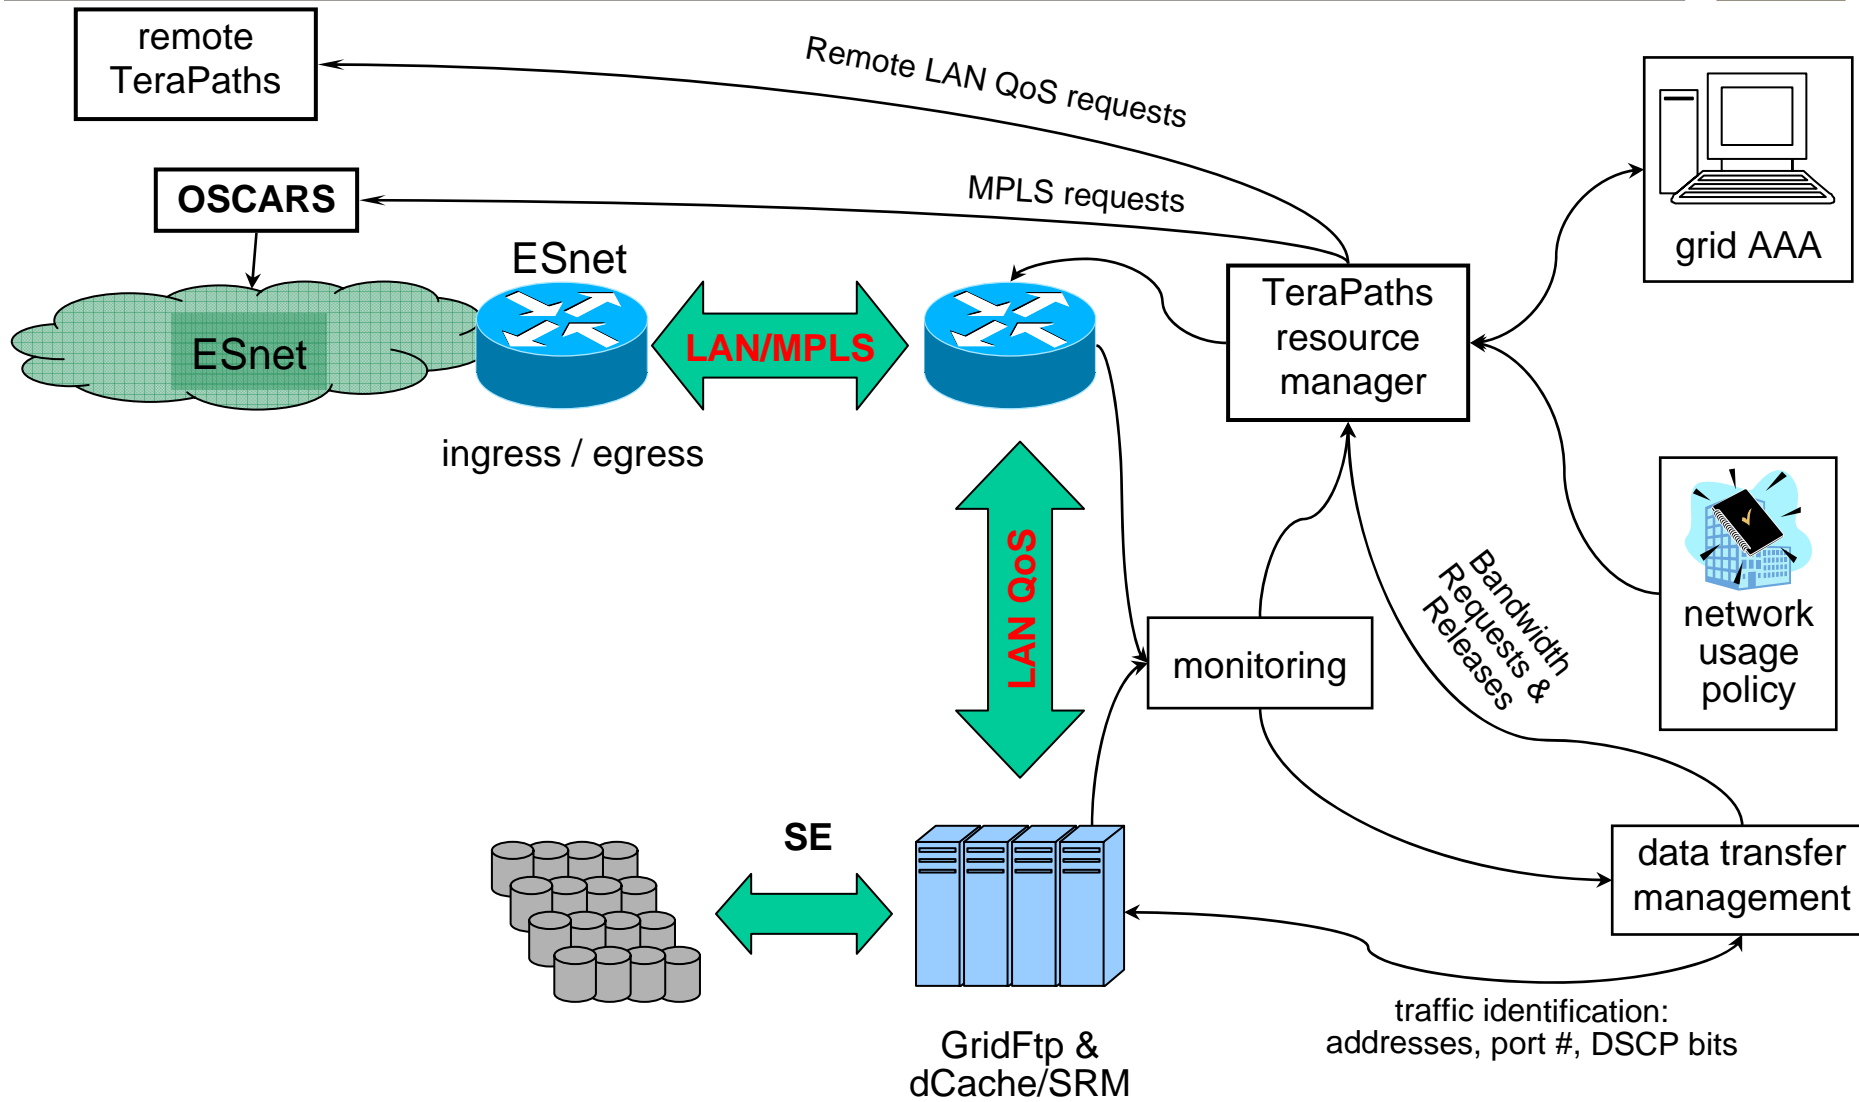 remote
TeraPaths
Remote LAN QoS requests
OSCARS
MPLS requests
grid AAA
ESnet
ESnet
LAN/MPLS
TeraPaths
resource
manager
ingress / egress
LAN QoS
Bandwidth
Requests &
Releases
network
usage
policy
monitoring
SE
data transfer
management
GridFtp &
dCache/SRM
traffic identification:
addresses, port #, DSCP bits